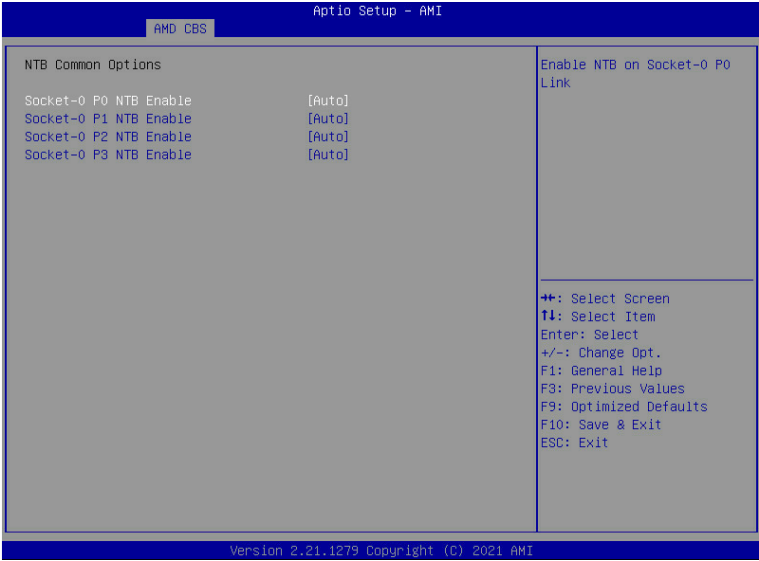 Aptio Setup – AMI
AMD CBS
NTB Common Options
Socket-0 P0 NTB Enable [Auto]
Socket-0 P1 NTB Enable [Auto]
Socket-0 P2 NTB Enable [Auto]
Socket-0 P3 NTB Enable [Auto]
Enable NTB on Socket-0 P0
Link
→←: Select Screen
↑↓: Select Item
Enter: Select
+/-: Change Opt.
F1: General Help
F3: Previous Values
F9: Optimized Defaults
F10: Save & Exit
ESC: Exit
Version 2.21.1279 Copyright (C) 2021 AMI